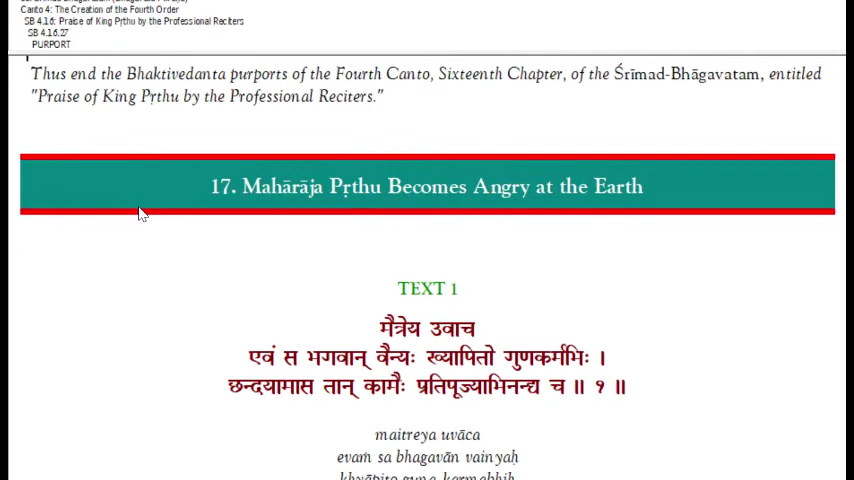 Canto 4: The Creation of the Fourth Order
SB 4.16: Praise of King Pṛthu by the Professional Reciters
SB 4.16.27
PURPORT
Thus end the Bhaktivedanta purports of the Fourth Canto, Sixteenth Chapter, of the Śrīmad-Bhāgavatam, entitled
"Praise of King Pṛthu by the Professional Reciters."
17. Mahārāja Pṛthu Becomes Angry at the Earth
TEXT 1
मैत्रेय उवाच
एवं स भगवान् वैन्यः ख्यापितो गुणकर्मभिः ।
छन्दयामास तान् कामैः प्रतिपूज्याभिनन्द्य च ॥ १ ॥
maitreya uvāca
evaṁ sa bhagavān vainyaḥ
khyāpito guṇa-karmabhiḥ